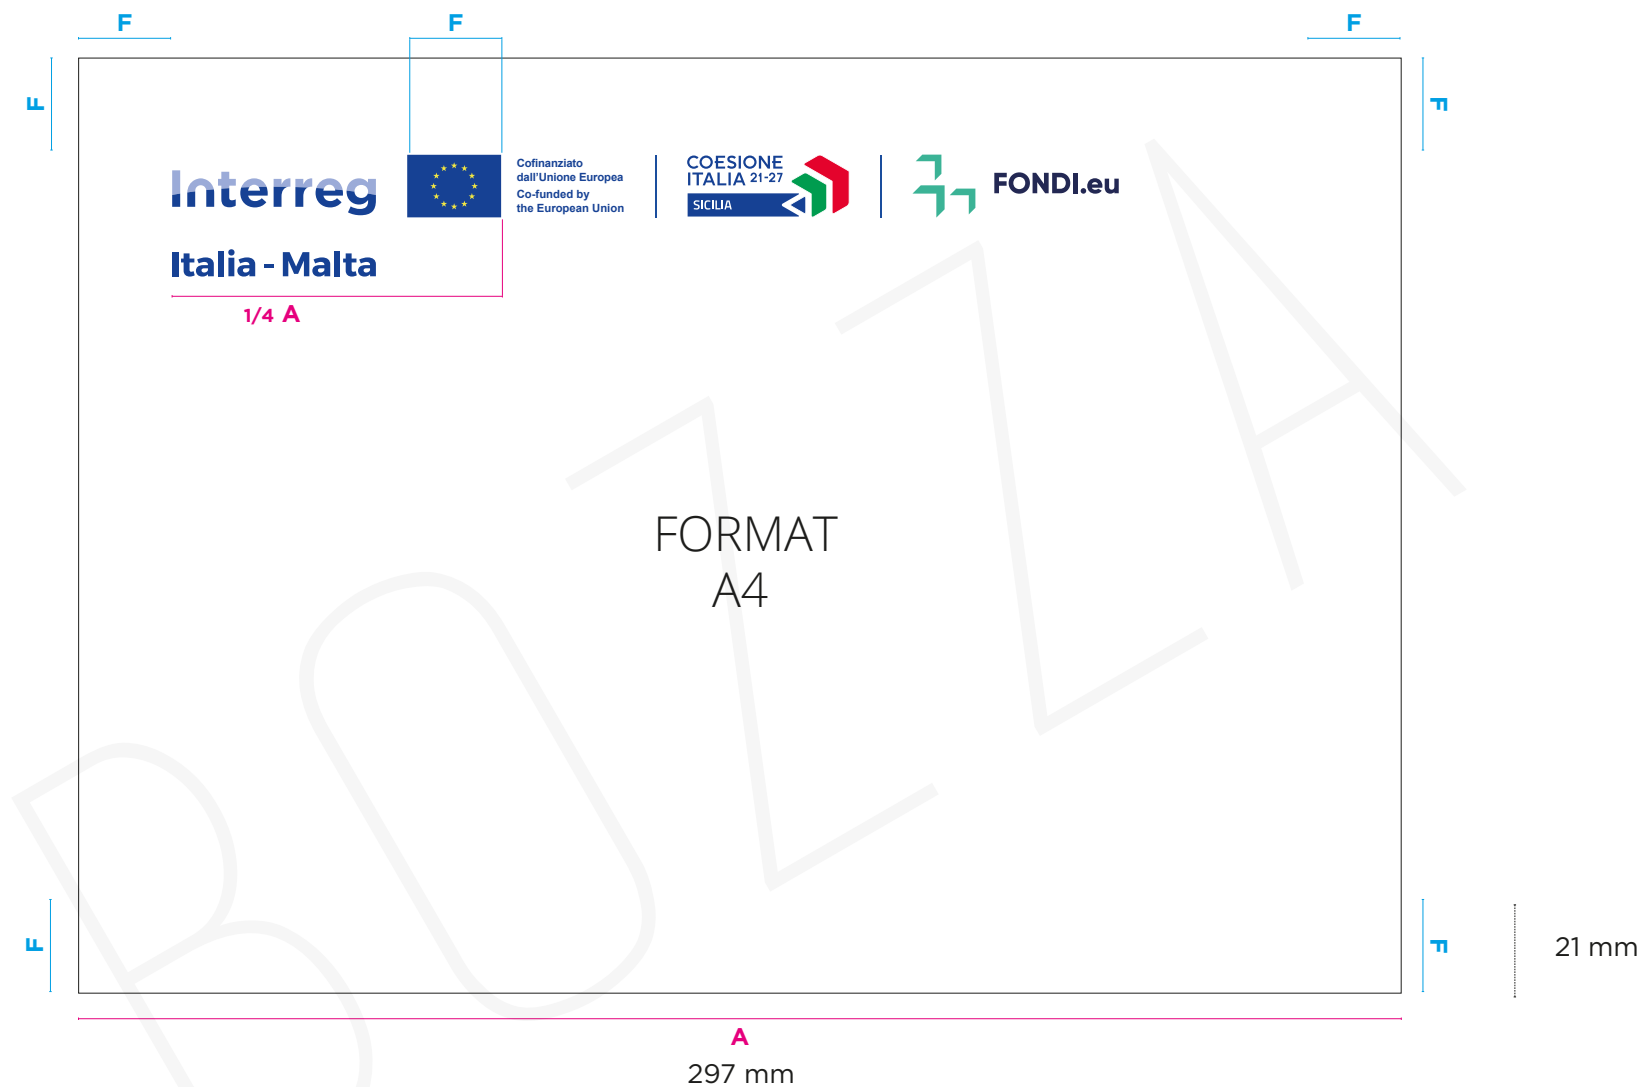 F
F
F
F
F
Interreg
Cofinanziato
dall'Unione Europea
Co-funded by
the European Union
COESIONE
ITALIA 21-27
SICILIA
FONDI.eu
Italia - Malta
1/4 A
FORMAT
A4
BOZZA
F
F
21 mm
A
297 mm